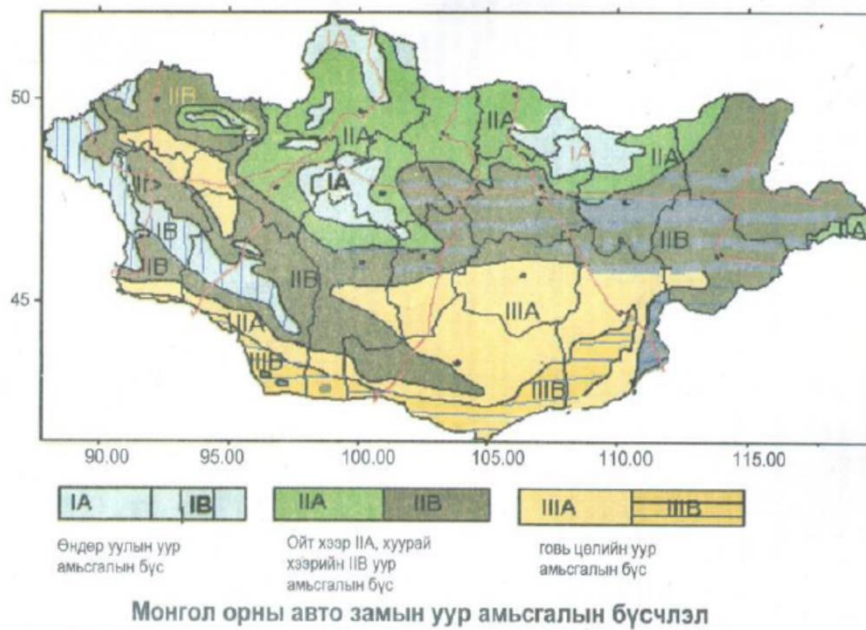 IA
50
IIB
IIA
IIA
IA
IIA
IA
IIB
IIA
IB
IIB
IIB
45
IIIA
IIIA
IIIB
IIIB
90.00 95.00 100.00 105.00 110.00 115.00
IA IB IIA IIB IIIA IIIB
Өндөр уулын уур
амьсгалын бүс
Ойт хээр IIA, хуурай
хээрийн IIB уур
амьсгалын бүс
говь цөлийн уур
амьсгалын бүс
Монгол орны авто замын уур амьсгалын бүсчлэл